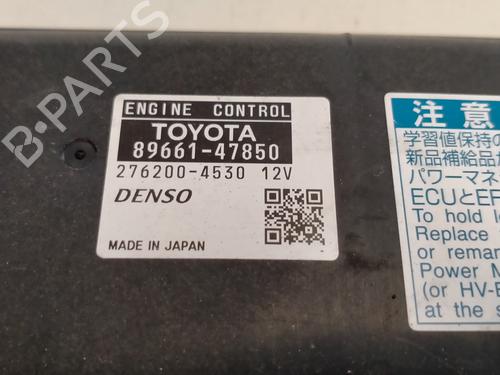 B-PARTS
ENGINE CONTROL
TOYOTA
89661-47850
276200-4530 12V
DENSO
MADE IN JAPAN
注意
学習値保持の
新品補給品
パワーマネ
ECUとEF
To hold l
Replace
or remar
Power M
(or HV-E
at the s